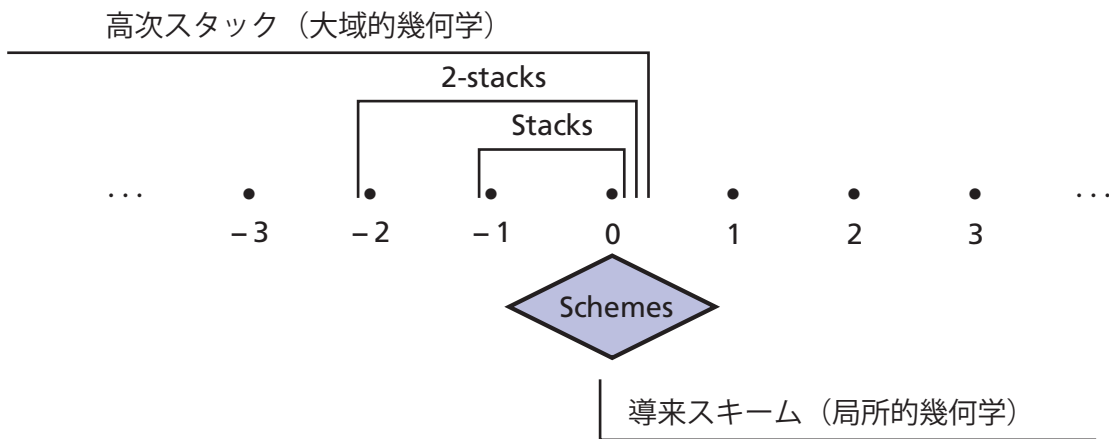 高次スタック（大域的幾何学）
2-stacks
Stacks
... ...
–3 –2 –1 0 1 2 3
Schemes
導来スキーム（局所的幾何学）